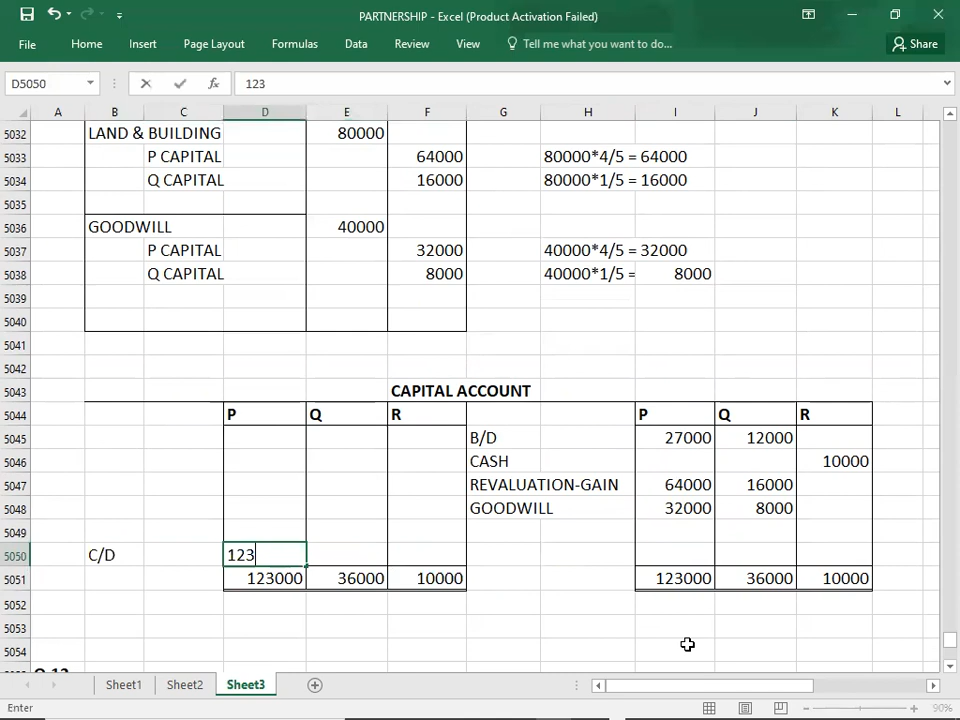 PARTNERSHIP - Excel (Product Activation Failed)
File Home Insert Page Layout Formulas Data Review View Tell me what you want to do... Share
D5050 fx 123
A B C D E F G H I J K L
5032 LAND & BUILDING 80000
5033 P CAPITAL 64000 80000*4/5 = 64000
5034 Q CAPITAL 16000 80000*1/5 = 16000
5035
5036 GOODWILL 40000
5037 P CAPITAL 32000 40000*4/5 = 32000
5038 Q CAPITAL 8000 40000*1/5 = 8000
5039
5040
5041
5042
5043 CAPITAL ACCOUNT
5044 P Q R P Q R
5045 B/D 27000 12000
5046 CASH 10000
5047 REVALUATION-GAIN 64000 16000
5048 GOODWILL 32000 8000
5049
5050 C/D 123
5051 123000 36000 10000 123000 36000 10000
5052
5053
5054
Sheet1 Sheet2 Sheet3
Enter 90%